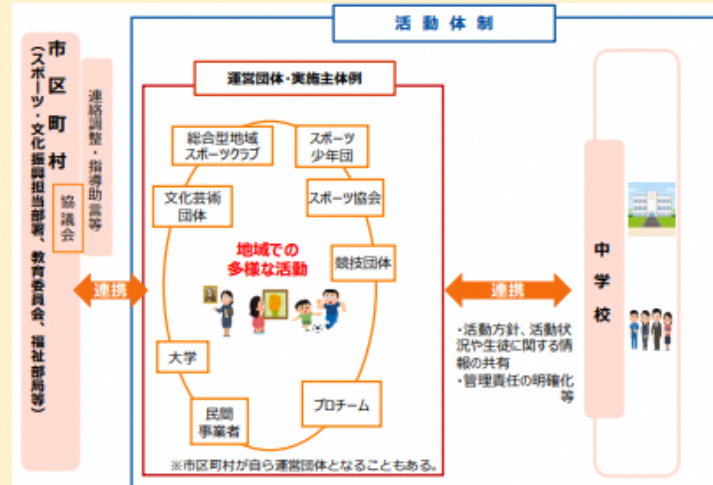 活動体制
市区町村
（スポーツ・文化振興担当部署、教育委員会、福祉部局等）
連絡調整・指導助言等
協議会
連携
運営団体・実施主体例
総合型地域
スポーツクラブ
スポーツ
少年団
文化芸術
団体
スポーツ協会
地域での
多様な活動
競技団体
大学
民間
事業者
プロチーム
※市区町村が自ら運営団体となることもある。
連携
・活動方針、活動状
況や生徒に関する情
報の共有
・管理責任の明確化
等
中学校